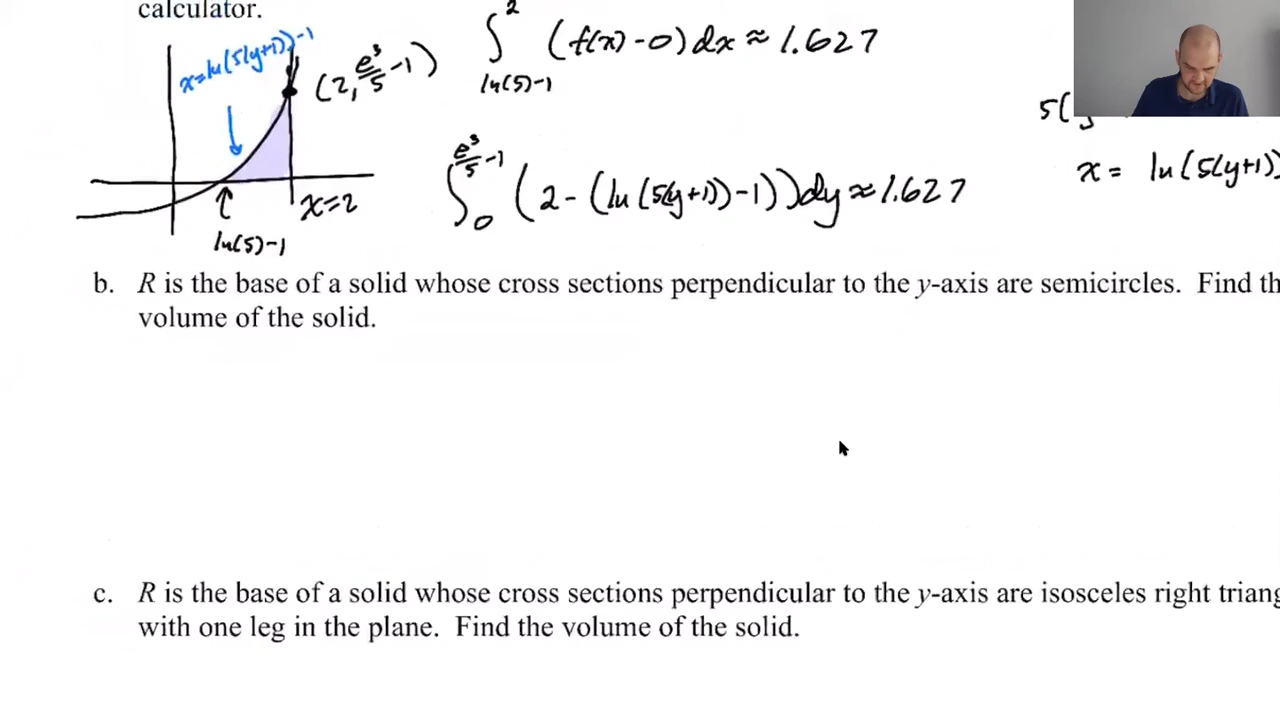 calculator.
x=ln(5(y+1))-1
(2, e³/5 -1)
∫ ln(5)-1 2 (f(x)-0)dx ≈ 1.627
x=2
ln(5)-1
∫ 0 e³/5 -1 (2-(ln(5(y+1))-1))dy ≈ 1.627
5(
x = ln(5(y+1))
b. R is the base of a solid whose cross sections perpendicular to the y-axis are semicircles. Find th
volume of the solid.
c. R is the base of a solid whose cross sections perpendicular to the y-axis are isosceles right triang
with one leg in the plane. Find the volume of the solid.